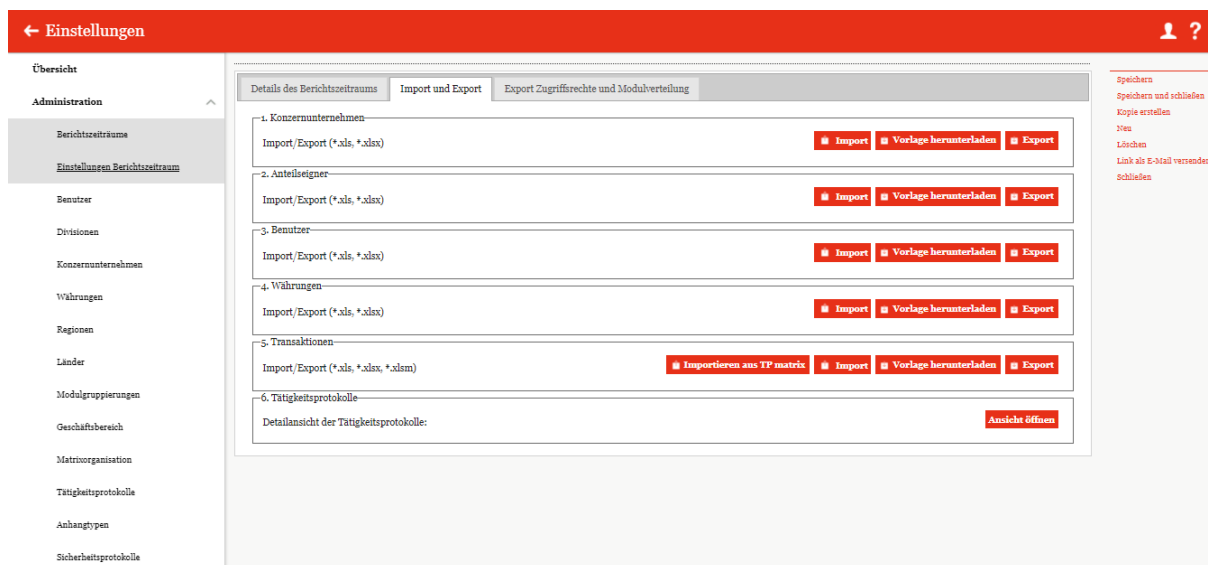 ← Einstellungen
?
Übersicht
Administration
Berichtszeiträume
Einstellungen Berichtszeitraum
Benutzer
Divisionen
Konzernunternehmen
Währungen
Regionen
Länder
Modulgruppierungen
Geschäftsbereich
Matrixorganisation
Tätigkeitsprotokolle
Anhangtypen
Sicherheitsprotokolle
Details des Berichtszeitraums Import und Export Export Zugriffsrechte und Modulverteilung
1. Konzernunternehmen
Import/Export (*.xls, *.xlsx) Import Vorlage herunterladen Export
2. Anteilseigner
Import/Export (*.xls, *.xlsx) Import Vorlage herunterladen Export
3. Benutzer
Import/Export (*.xls, *.xlsx) Import Vorlage herunterladen Export
4. Währungen
Import/Export (*.xls, *.xlsx) Import Vorlage herunterladen Export
5. Transaktionen
Import/Export (*.xls, *.xlsx, *.xlsm) Importieren aus TP matrix Import Vorlage herunterladen Export
6. Tätigkeitsprotokolle
Detailansicht der Tätigkeitsprotokolle: Ansicht öffnen
Speichern
Speichern und schließen
Kopie erstellen
Neu
Löschen
Link als E-Mail versenden
Schließen